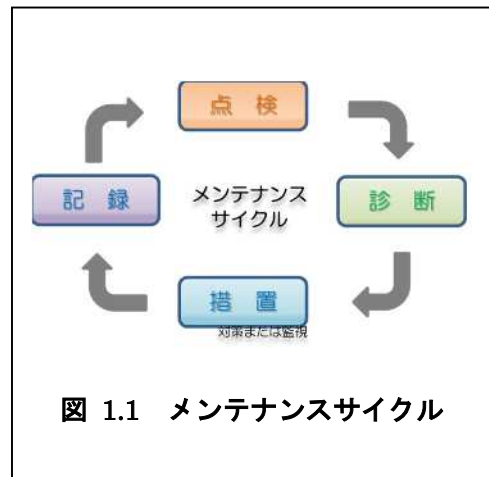 点 検
記 録
メンテナンス
サイクル
診 断
措 置
対策または監視
図 1.1 メンテナンスサイクル